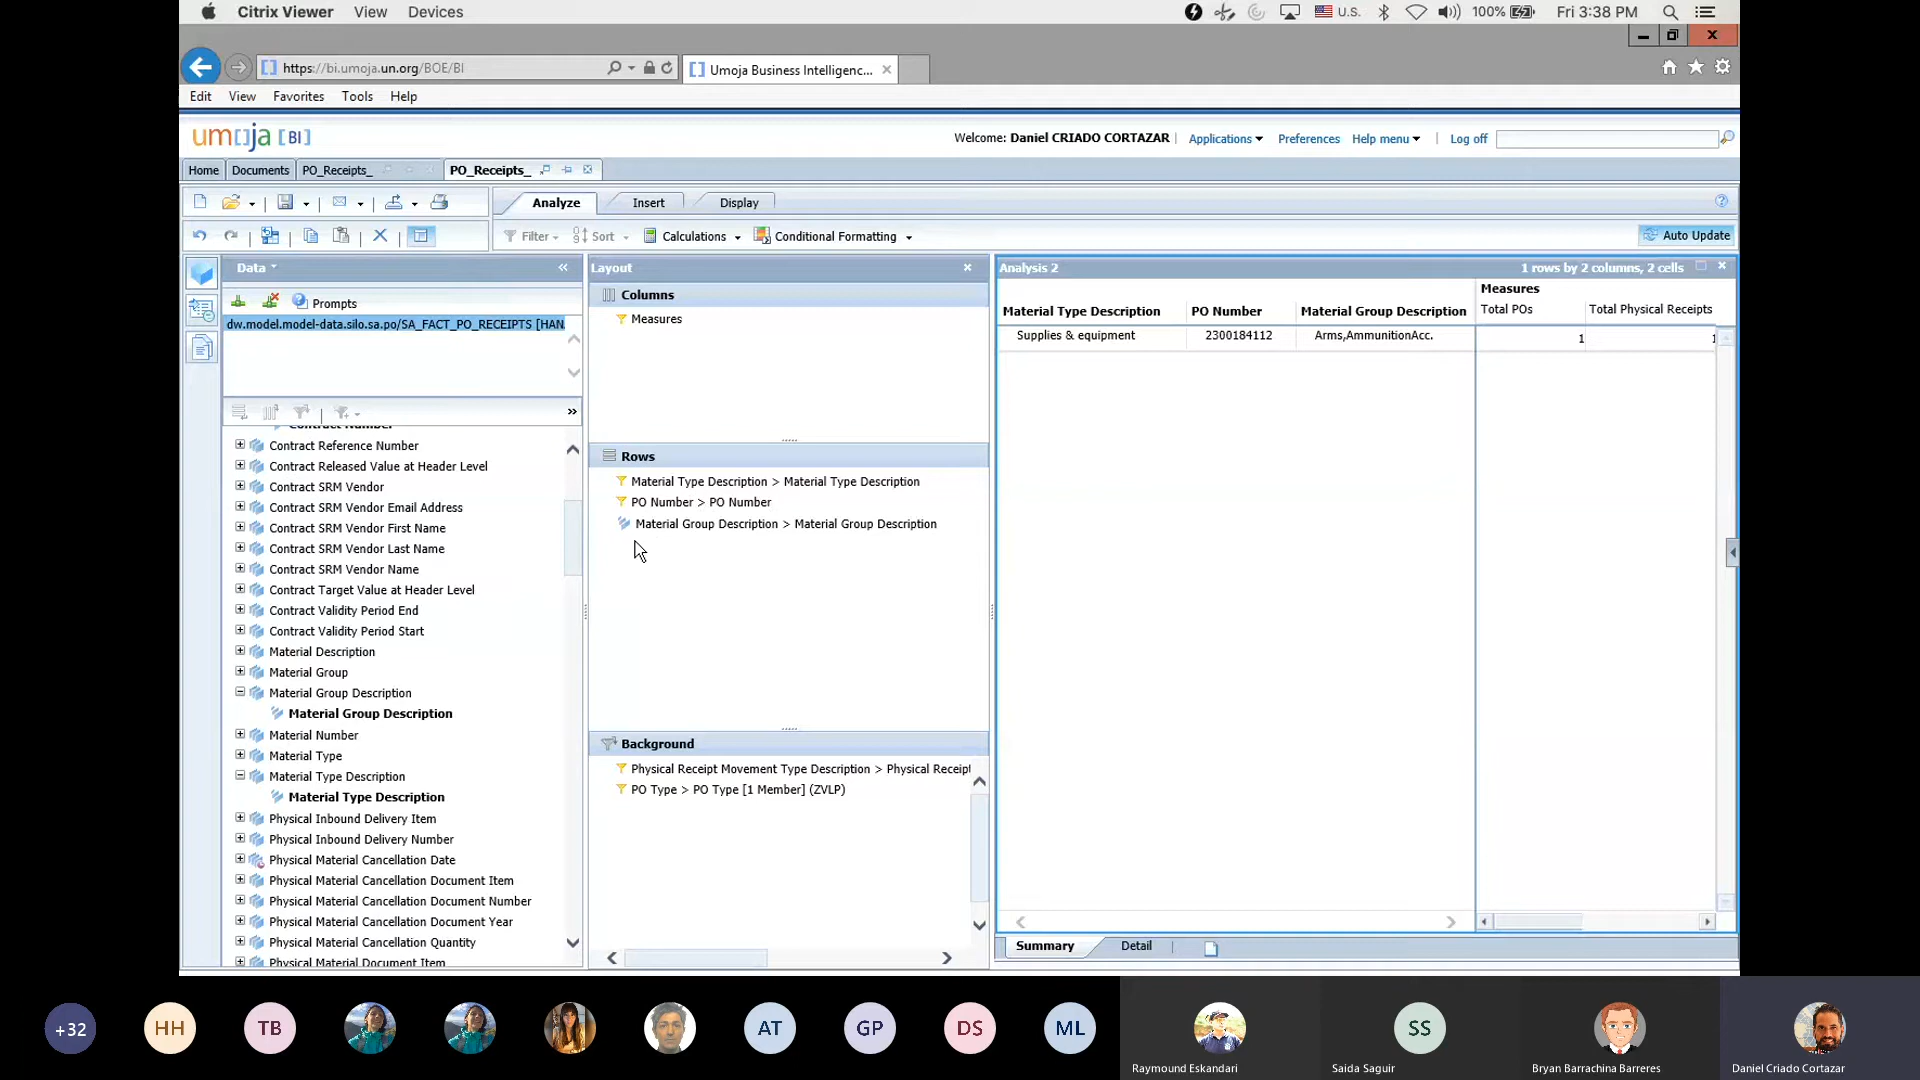 Citrix Viewer View Devices
U.S. 100% Fri 3:38 PM
https://bi.umoja.un.org/BOE/BI
Umoja Business Intelligenc...
Edit View Favorites Tools Help
um[]ja [BI]
Welcome: Daniel CRIADO CORTAZAR Applications Preferences Help menu Log off
Home Documents PO_Receipts_ PO_Receipts_
Analyze Insert Display
Filter Sort Calculations Conditional Formatting Auto Update
Data
Prompts
dw.model.model-data.silo.sa.po/SA_FACT_PO_RECEIPTS [HAN
Contract Number
Contract Reference Number
Contract Released Value at Header Level
Contract SRM Vendor
Contract SRM Vendor Email Address
Contract SRM Vendor First Name
Contract SRM Vendor Last Name
Contract SRM Vendor Name
Contract Target Value at Header Level
Contract Validity Period End
Contract Validity Period Start
Material Description
Material Group
Material Group Description
Material Group Description
Material Number
Material Type
Material Type Description
Material Type Description
Physical Inbound Delivery Item
Physical Inbound Delivery Number
Physical Material Cancellation Date
Physical Material Cancellation Document Item
Physical Material Cancellation Document Number
Physical Material Cancellation Document Year
Physical Material Cancellation Quantity
Physical Material Document Item
Layout
Columns
Measures
Rows
Material Type Description > Material Type Description
PO Number > PO Number
Material Group Description > Material Group Description
Background
Physical Receipt Movement Type Description > Physical Receipt
PO Type > PO Type [1 Member] (ZVLP)
Analysis 2 1 rows by 2 columns, 2 cells
Measures
Material Type Description PO Number Material Group Description Total POs Total Physical Receipts
Supplies & equipment 2300184112 Arms,AmmunitionAcc. 1 1
Summary Detail
+32 HH TB AT GP DS ML SS
Raymound Eskandari Saida Saguir Bryan Barrachina Barreres Daniel Criado Cortazar